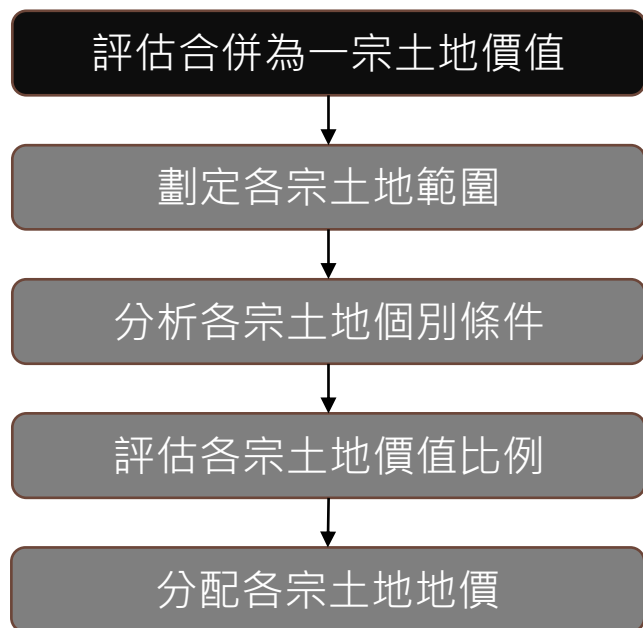 評估合併為一宗土地價值
劃定各宗土地範圍
分析各宗土地個別條件
評估各宗土地價值比例
分配各宗土地地價